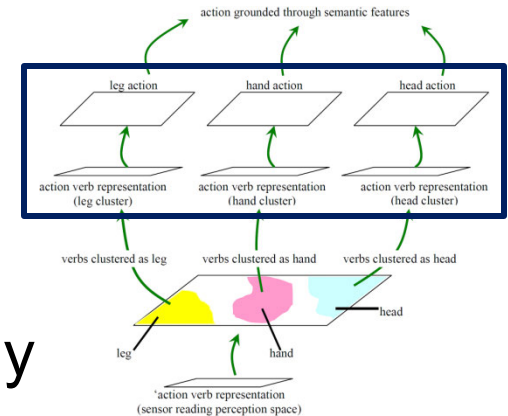 action grounded through semantic features
leg action hand action head action
action verb representation action verb representation action verb representation
(leg cluster) (hand cluster) (head cluster)
verbs clustered as leg verbs clustered as hand verbs clustered as head
head
leg hand
y
'action verb representation
(sensor reading perception space)